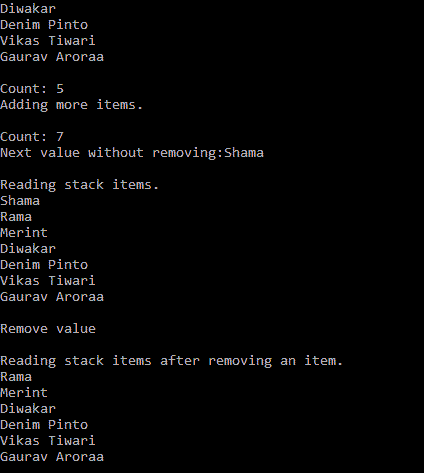 Diwakar
Denim Pinto
Vikas Tiwari
Gaurav Aroraa
Count: 5
Adding more items.
Count: 7
Next value without removing:Shama
Reading stack items.
Shama
Rama
Merint
Diwakar
Denim Pinto
Vikas Tiwari
Gaurav Aroraa
Remove value
Reading stack items after removing an item.
Rama
Merint
Diwakar
Denim Pinto
Vikas Tiwari
Gaurav Aroraa